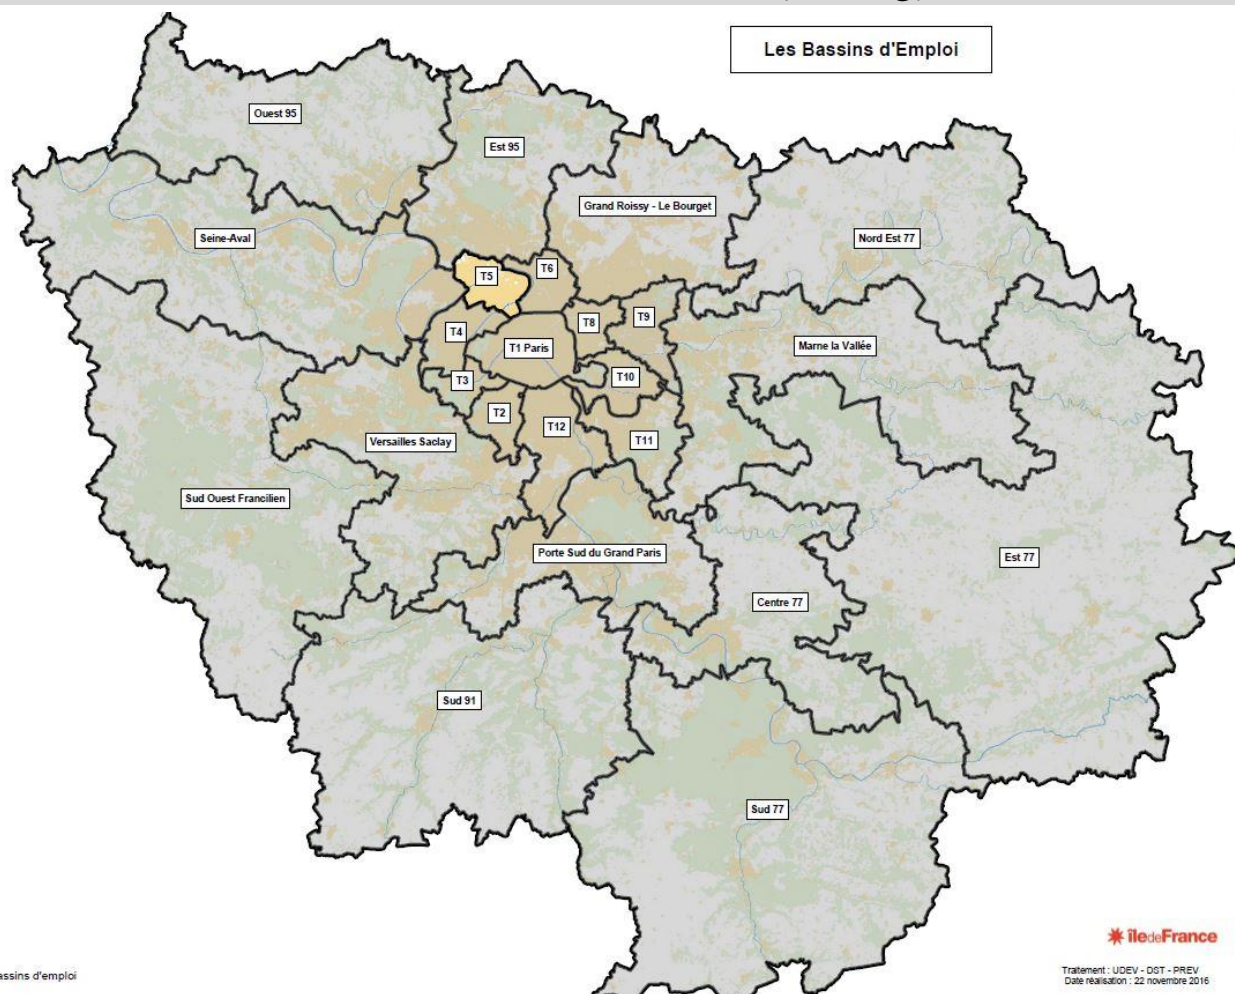 Les Bassins d'Emploi
Ouest 95
Est 95
Grand Roissy - Le Bourget
Nord Est 77
Seine-Aval
T5
T6
T4
T8
T9
T1 Paris
Marne la Vallée
T3
T10
T2
T12
T11
Versailles Saclay
Sud Ouest Francilien
Porte Sud du Grand Paris
Est 77
Centre 77
Sud 91
Sud 77
îledeFrance
assins d'emploi
Traitement : UDEV - DST - PREV
Date réalisation : 22 novembre 2016